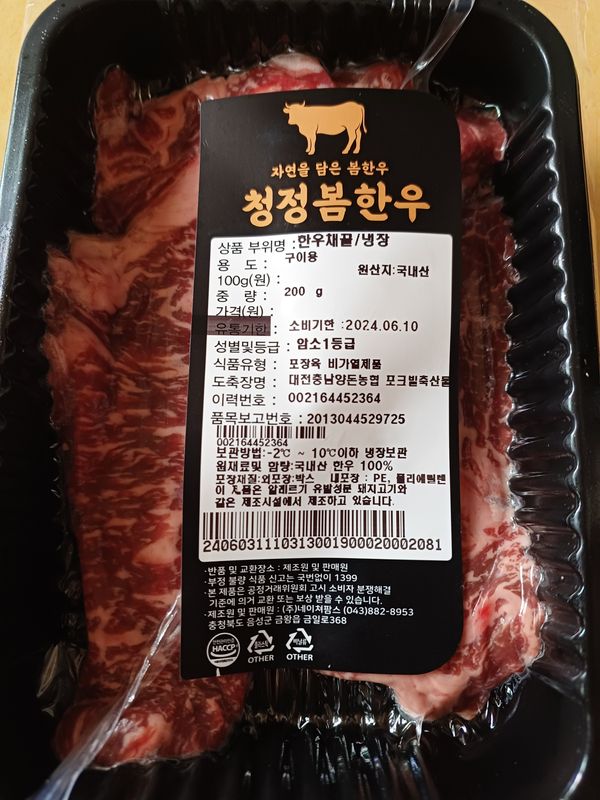 자연을 담은 봄한우
청정봄한우
상품 부위명 : 한우채끝/냉장
용 도 : 구이용
원산지:국내산
100g(원) :
중 량 : 200 g
가격(원) :
유통기한 : 소비기한 :2024.06.10
성별및등급 : 암소1등급
식품유형 : 포장육 비가열제품
도축장명 : 대전충남양돈농협 포크빌축산물
이력번호 : 002164452364
품목보고번호 : 2013044529725
002164452364
보관방법:-2℃ ~ 10℃이하 냉장보관
원재료및 함량:국내산 한우 100%
포장재질:외포장:박스 내포장 : PE, 폴리에틸렌
이 제품은 알레르기 유발성분 돼지고기와
같은 제조시설에서 제조하고 있습니다.
2406031110313001900020002081
·반품 및 교환장소 : 제조원 및 판매원
·부정 불량 식품 신고는 국번없이 1399
·본 제품은 공정거래위원회 고시 소비자 분쟁해결
기준에 의거 교환 또는 보상 받을 수 있습니다.
·제조원 및 판매원 : (주)네이쳐팜스 (043)882-8953
충청북도 음성군 금왕읍 금일로368
HACCP
OTHER
OTHER